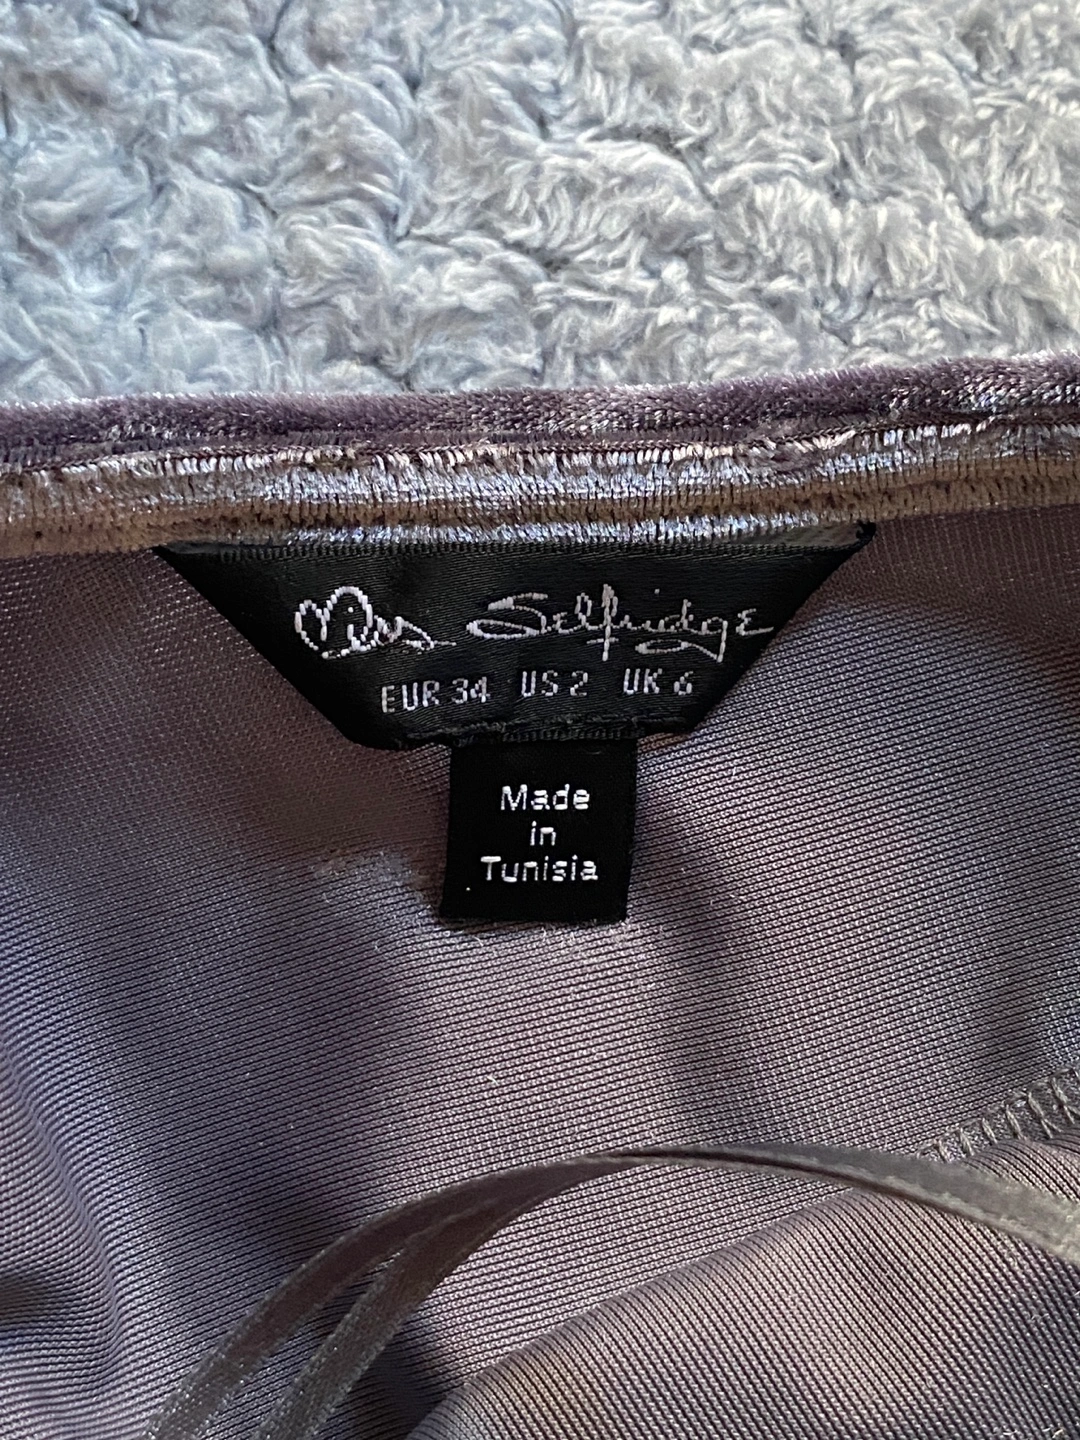 Miss Selfridge
EUR 34 US 2 UK 6
Made
in
Tunisia